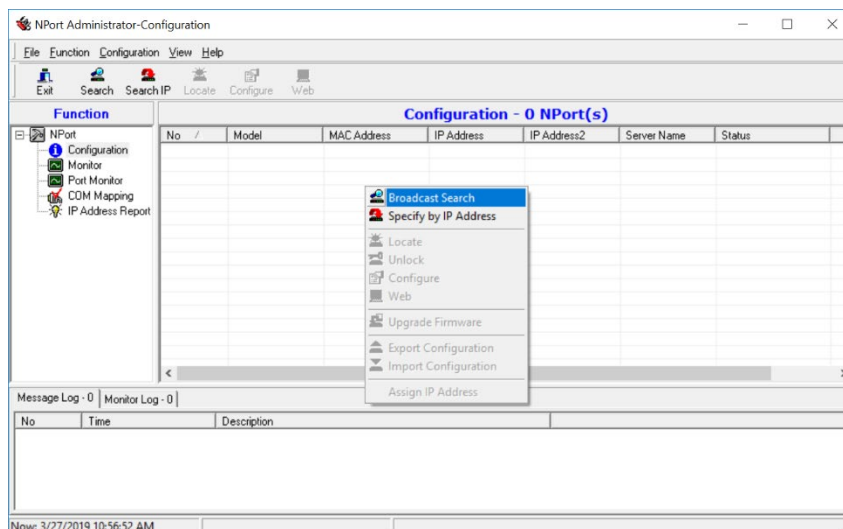 NPort Administrator-Configuration
File Function Configuration View Help
Exit Search Search IP Locate Configure Web
Function
Configuration - 0 NPort(s)
NPort
Configuration
Monitor
Port Monitor
COM Mapping
IP Address Report
No / Model MAC Address IP Address IP Address2 Server Name Status
Broadcast Search
Specify by IP Address
Locate
Unlock
Configure
Web
Upgrade Firmware
Export Configuration
Import Configuration
Assign IP Address
Message Log - 0 Monitor Log - 0
No Time Description
Now: 3/27/2019 10:56:52 AM